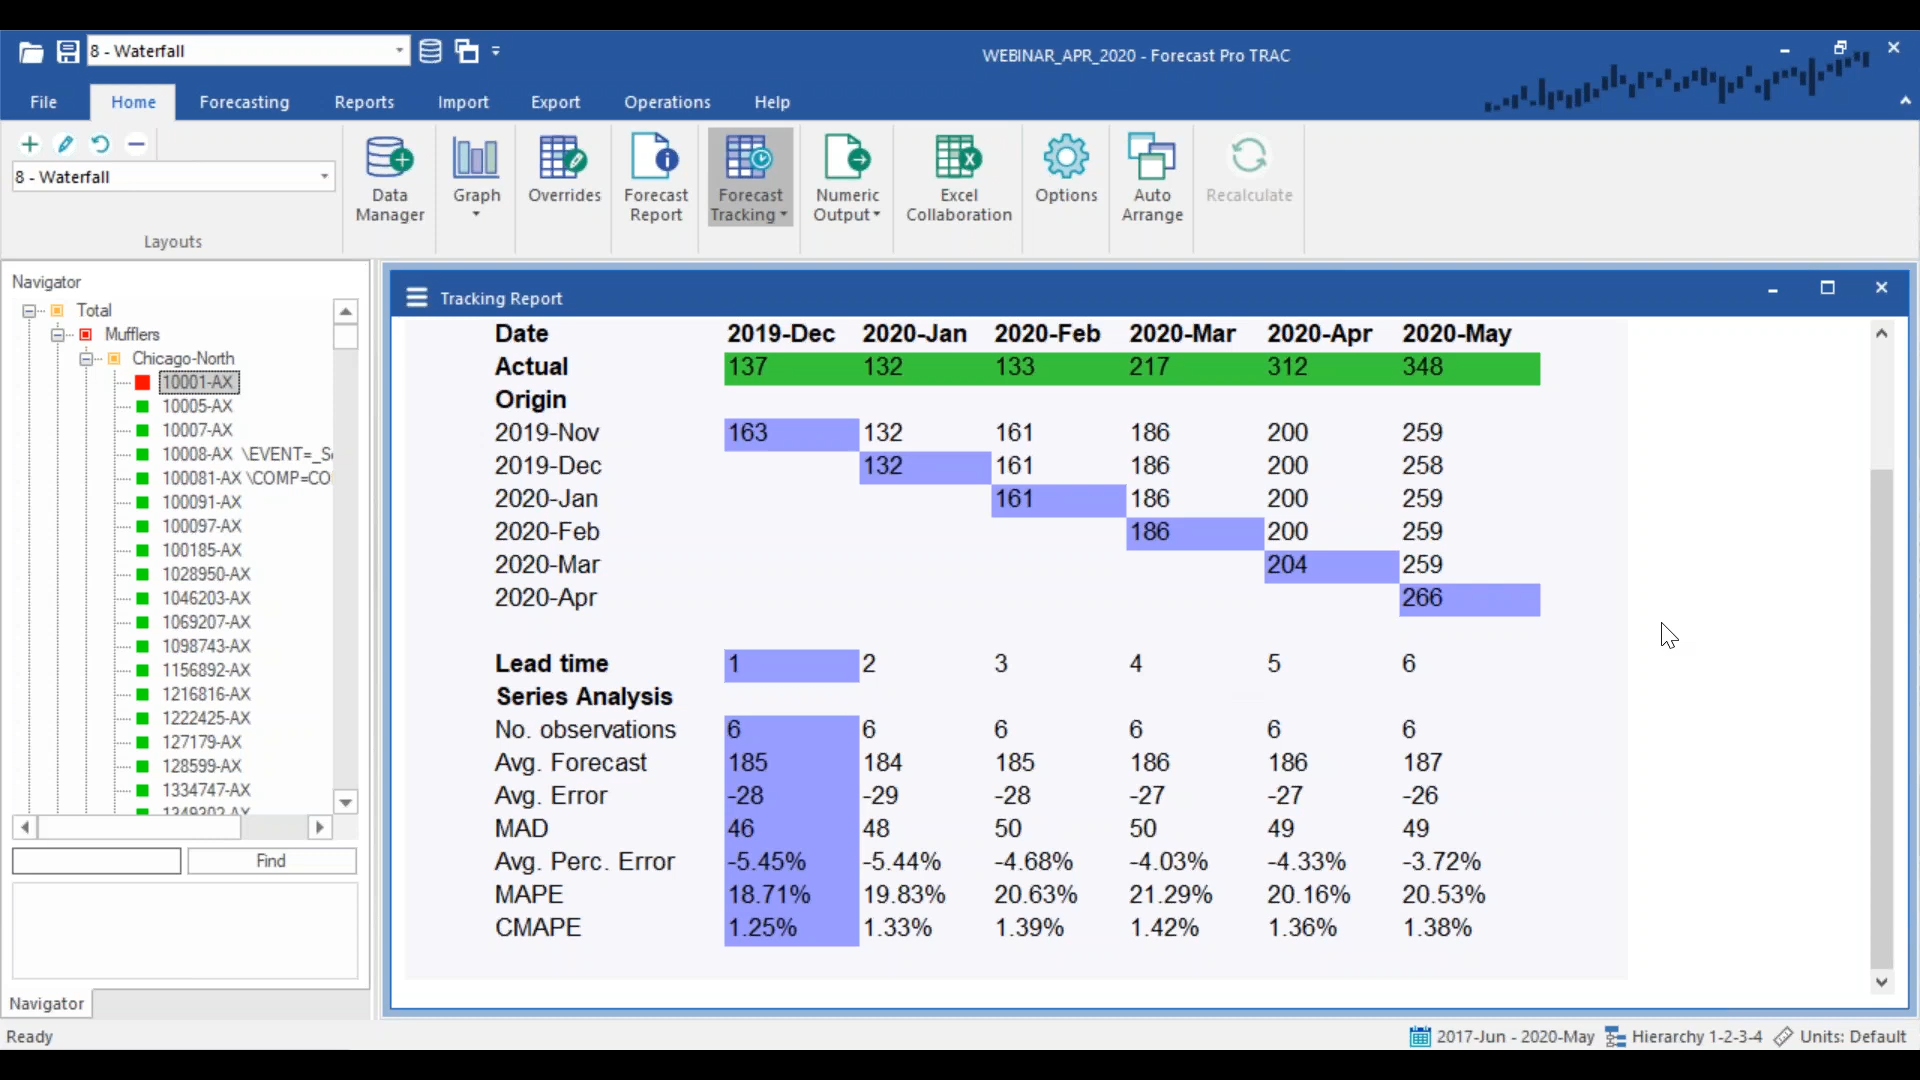 8 - Waterfall
WEBINAR_APR_2020 - Forecast Pro TRAC
File Home Forecasting Reports Import Export Operations Help
8 - Waterfall
Layouts
Data Manager
Graph
Overrides
Forecast Report
Forecast Tracking
Numeric Output
Excel Collaboration
Options
Auto Arrange
Recalculate
Navigator
Total
Mufflers
Chicago-North
10001-AX
10005-AX
10007-AX
10008-AX \EVENT=_S
100081-AX \COMP=CO
100091-AX
100097-AX
100185-AX
1028950-AX
1046203-AX
1069207-AX
1098743-AX
1156892-AX
1216816-AX
1222425-AX
127179-AX
128599-AX
1334747-AX
1349302-AX
Find
Navigator
Tracking Report
Date 2019-Dec 2020-Jan 2020-Feb 2020-Mar 2020-Apr 2020-May
Actual 137 132 133 217 312 348
Origin
2019-Nov 163 132 161 186 200 259
2019-Dec 132 161 186 200 258
2020-Jan 161 186 200 259
2020-Feb 186 200 259
2020-Mar 204 259
2020-Apr 266
Lead time 1 2 3 4 5 6
Series Analysis
No. observations 6 6 6 6 6 6
Avg. Forecast 185 184 185 186 186 187
Avg. Error -28 -29 -28 -27 -27 -26
MAD 46 48 50 50 49 49
Avg. Perc. Error -5.45% -5.44% -4.68% -4.03% -4.33% -3.72%
MAPE 18.71% 19.83% 20.63% 21.29% 20.16% 20.53%
CMAPE 1.25% 1.33% 1.39% 1.42% 1.36% 1.38%
Ready
2017-Jun - 2020-May Hierarchy 1-2-3-4 Units: Default